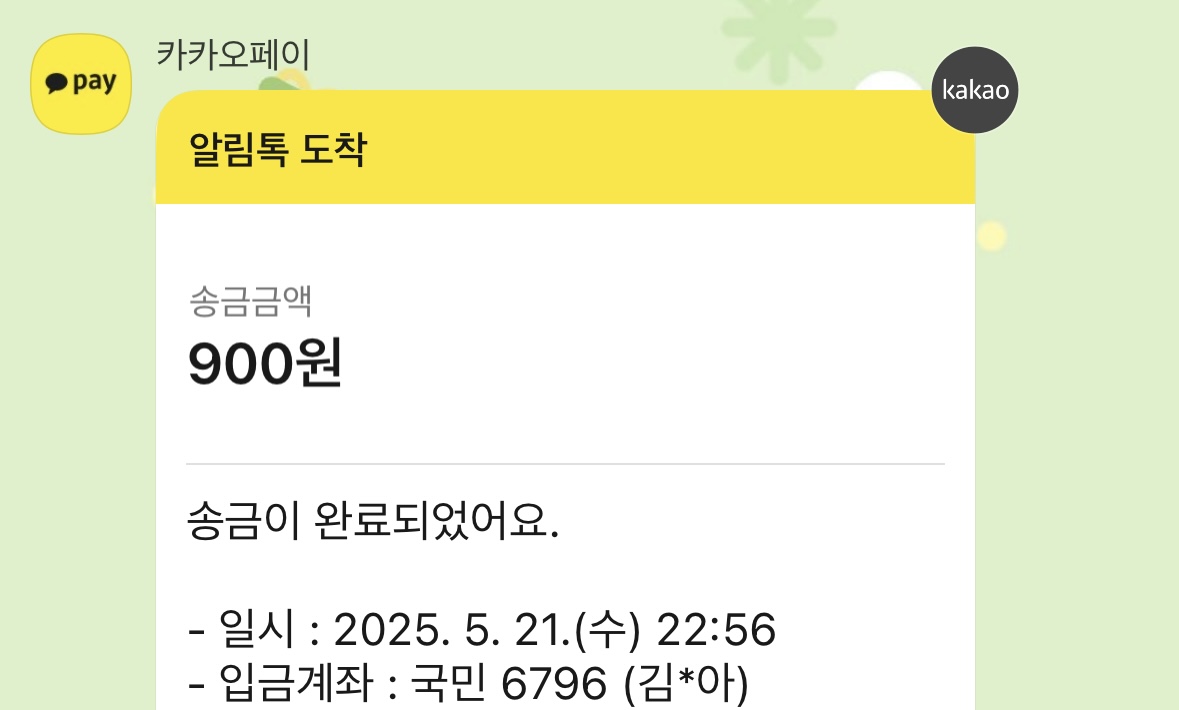 pay
카카오페이
kakao
알림톡 도착
송금금액
900원
송금이 완료되었어요.
- 일시 : 2025. 5. 21.(수) 22:56
- 입금계좌 : 국민 6796 (김*아)